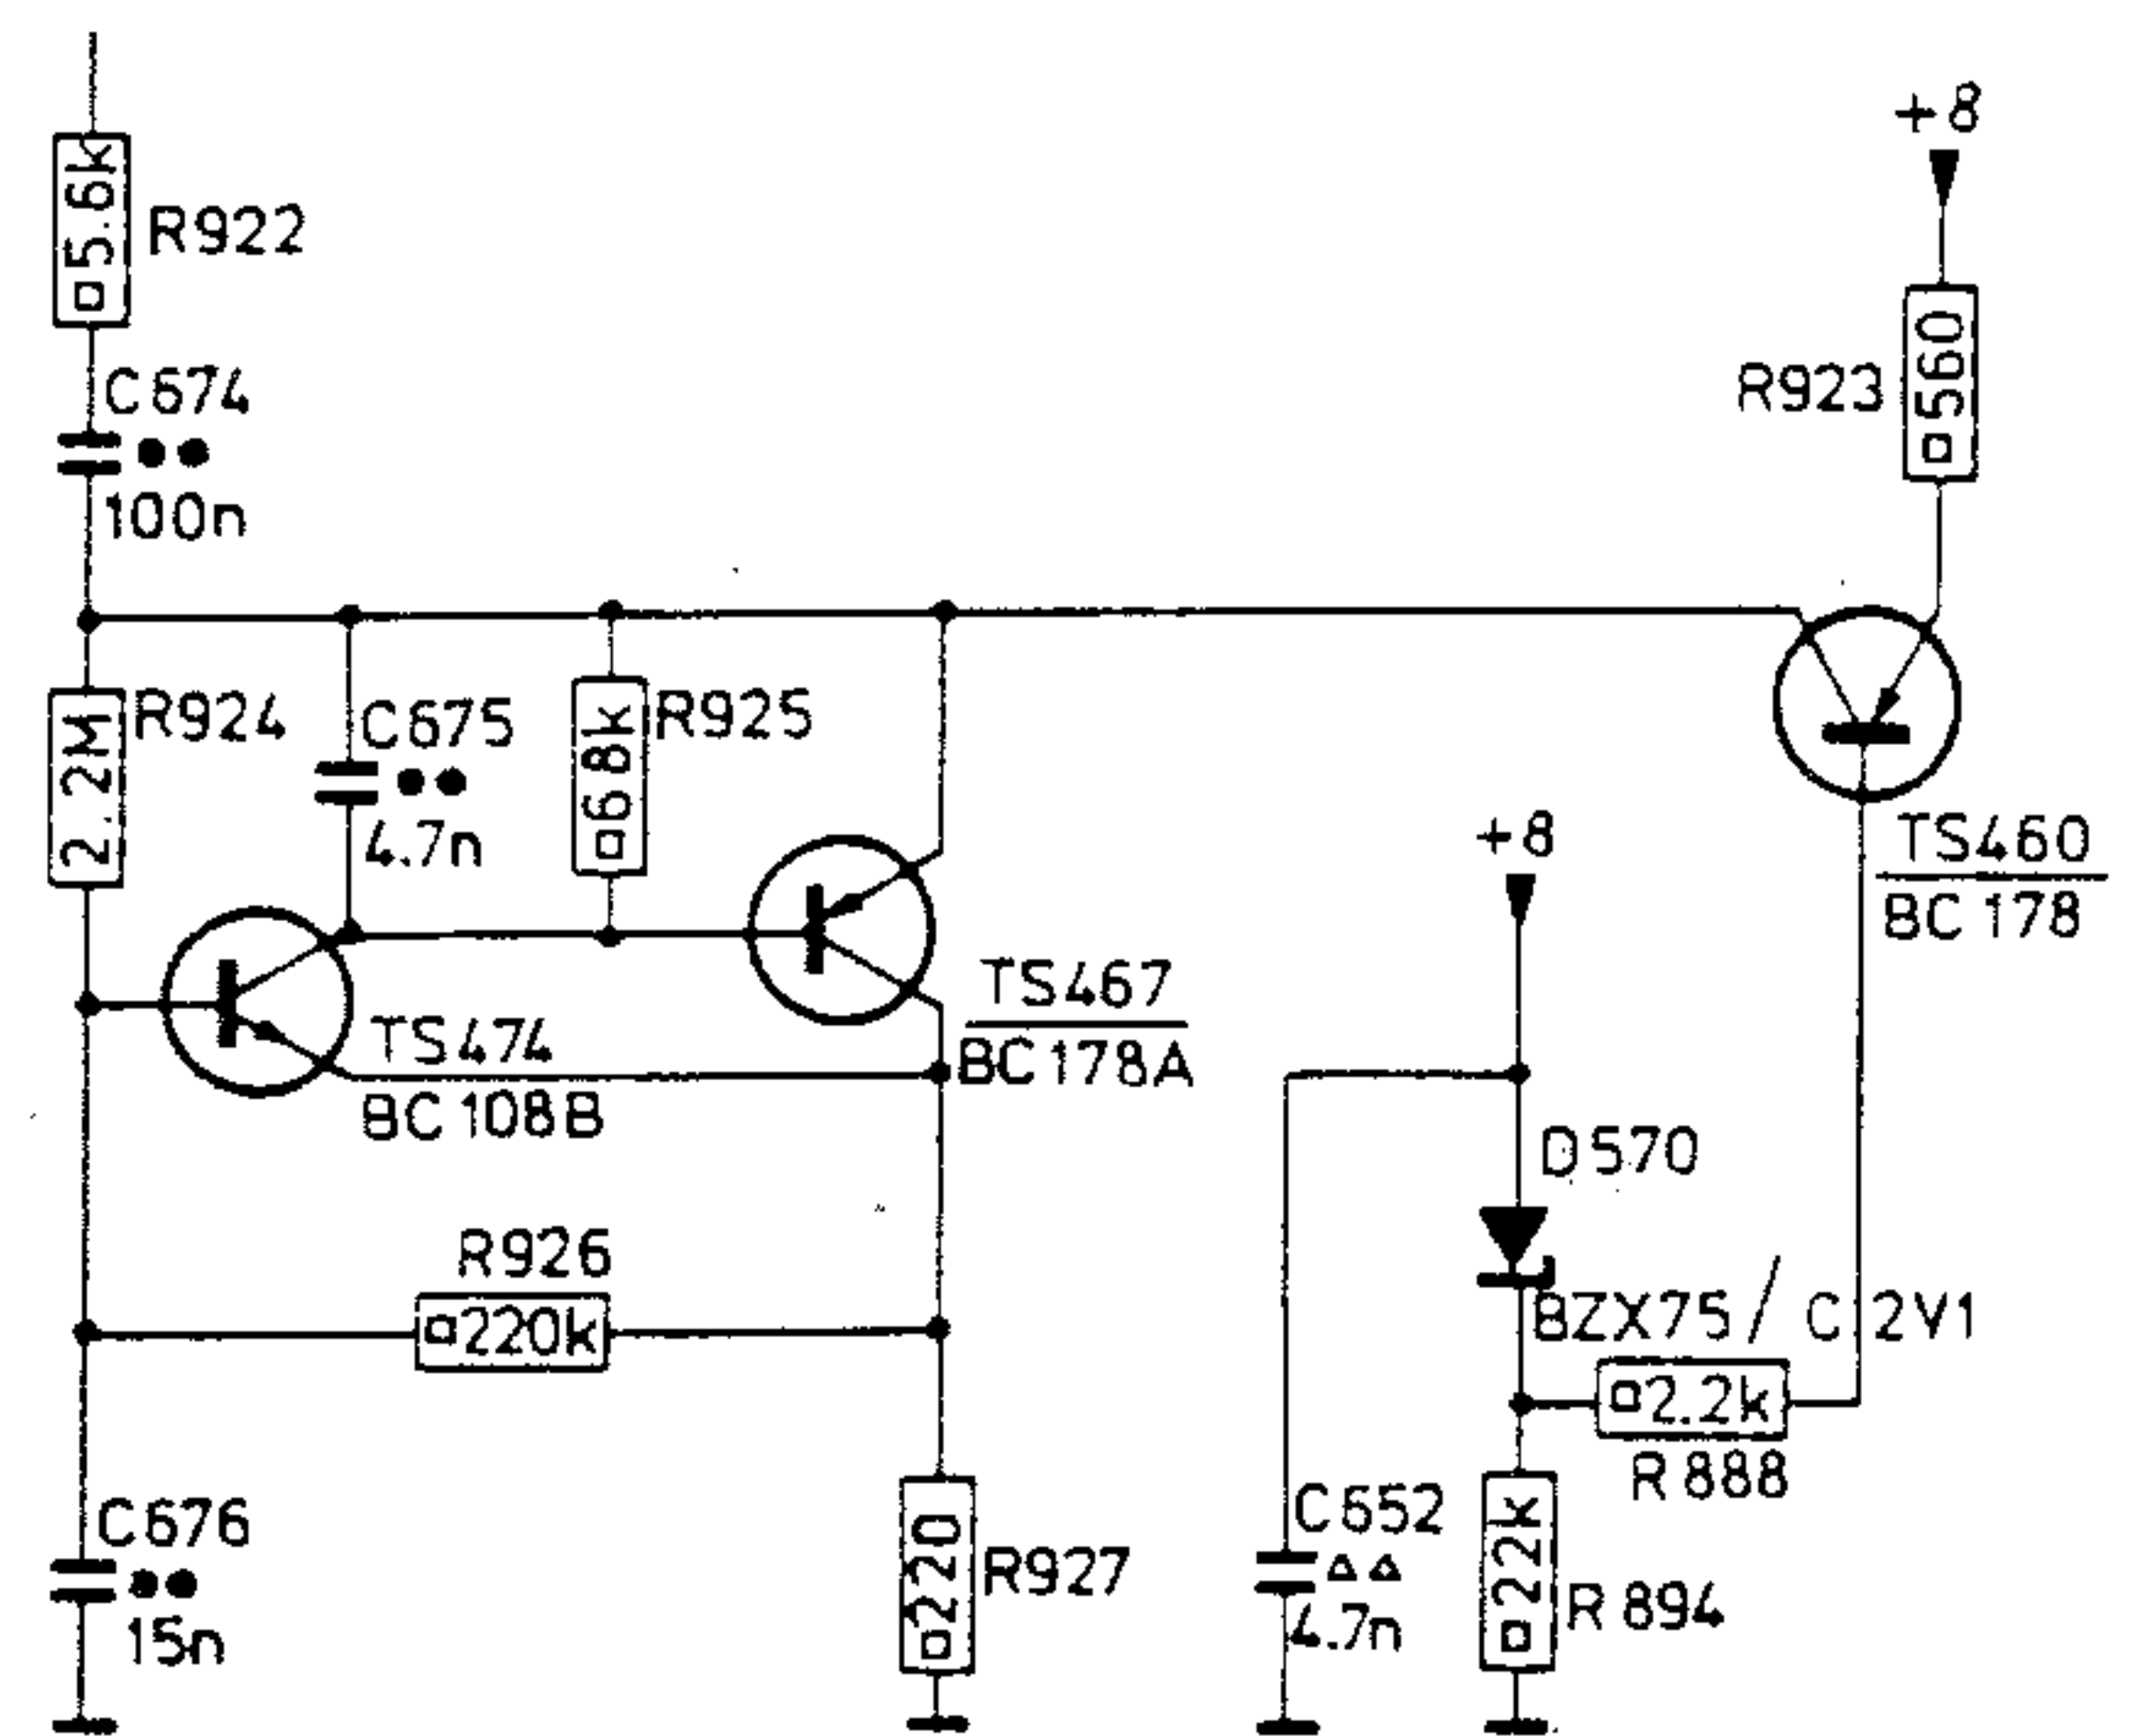 5.6k
R922
C674
100n
+8
560
R923
2.2M
R924
C675
4.7n
68k
R925
TS474
BC108B
TS467
BC178A
+8
TS460
BC178
D570
BZX75/C2V1
R926
220k
2.2k
R888
C676
15n
220
R927
C652
4.7n
22k
R894